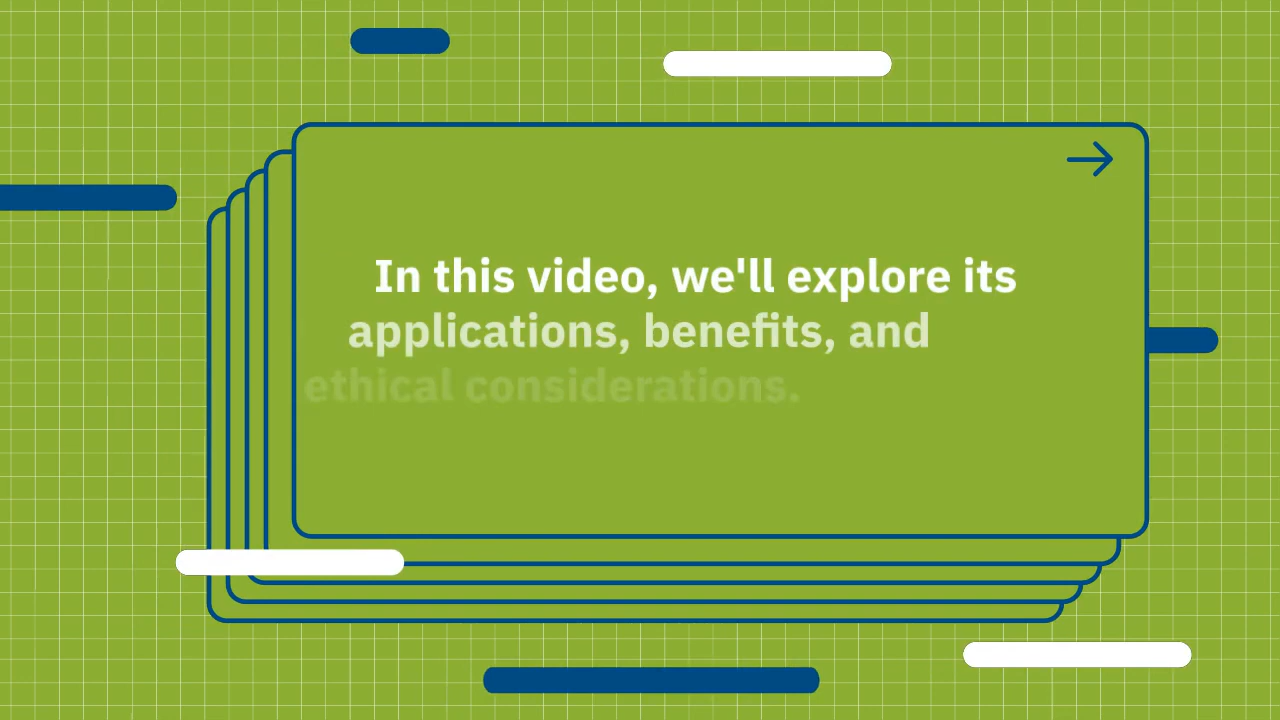 In this video, we'll explore its
applications, benefits, and
ethical considerations.